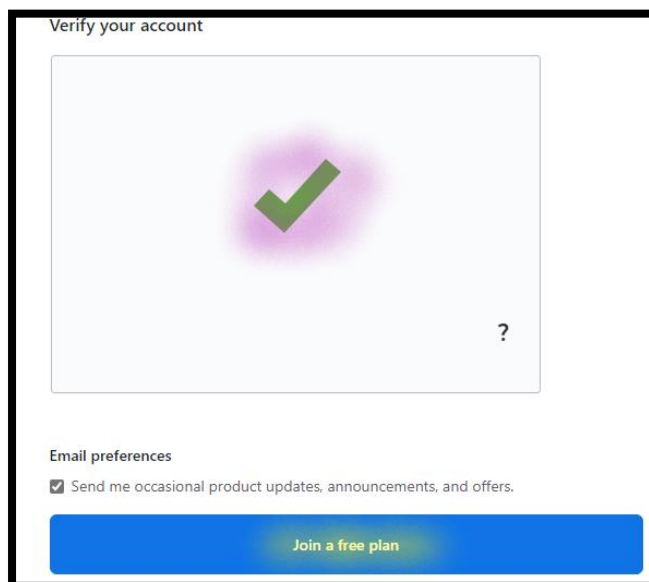 Verify your account
?
Email preferences
Send me occasional product updates, announcements, and offers.
Join a free plan